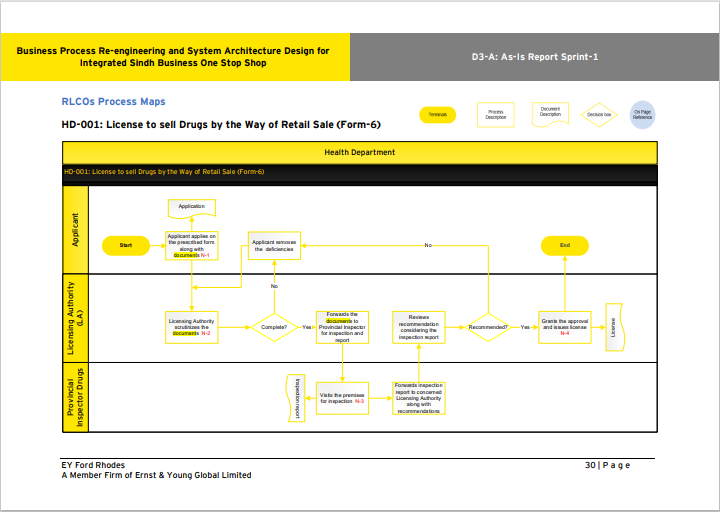 Business Process Re-engineering and System Architecture Design for
Integrated Sindh Business One Stop Shop
D3-A: As-Is Report Sprint-1
RLCOs Process Maps
Terminals
Process
Description
Document
Description
Decision box
On Page
Reference
HD-001: License to sell Drugs by the Way of Retail Sale (Form-6)
Health Department
HD-001: License to sell Drugs by the Way of Retail Sale (Form-6)
Applicant
Application
Start
Applicant applies on
the prescribed form
along with
documents N-1
Applicant removes
the deficiencies
No
End
Licensing Authority
(LA)
Licensing Authority
scrutinizes the
documents N-2
No
Complete?
Yes
Forwards the
documents to
Provincial Inspector
for inspection and
report
Reviews
recommendation
considering the
inspection report
Recommended?
Yes
Grants the approval
and issues license
N-4
License
Provincial
Inspector Drugs
Inspection report
Visits the premises
for inspection N-3
Forwards inspection
report to concerned
Licensing Authority
along with
recommendations
EY Ford Rhodes
A Member Firm of Ernst & Young Global Limited
30 | P a g e